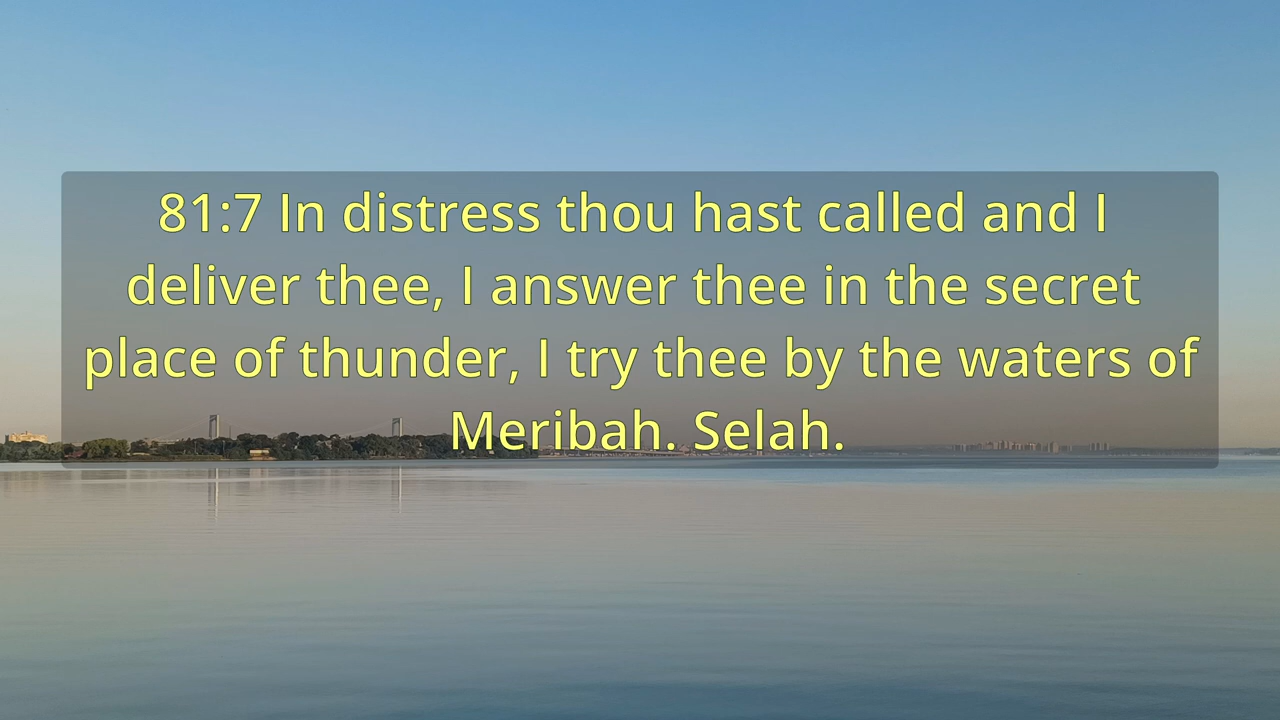 81:7 In distress thou hast called and I
deliver thee, I answer thee in the secret
place of thunder, I try thee by the waters of
Meribah. Selah.